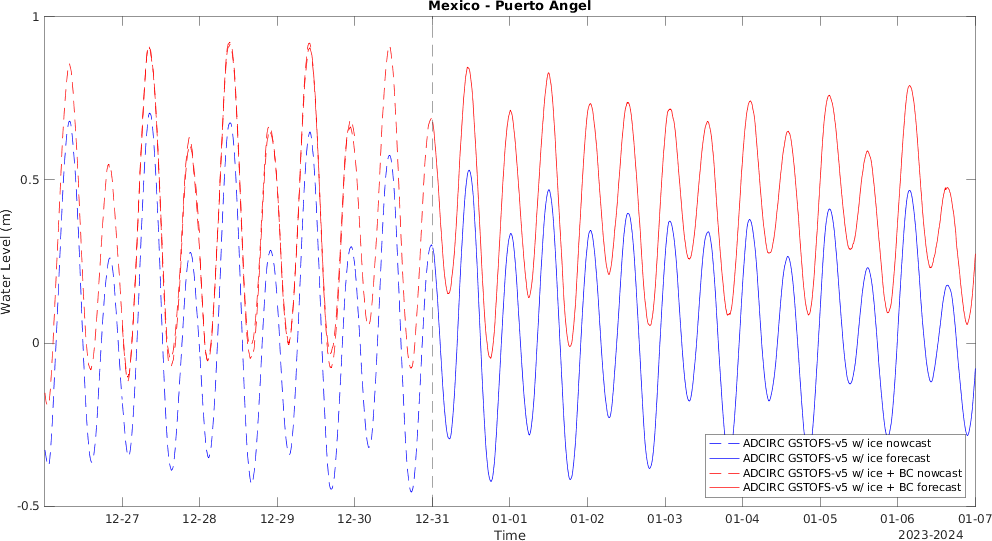 Mexico - Puerto Angel
Water Level (m)
1
0.5
0
-0.5
12-27 12-28 12-29 12-30 12-31 01-01 01-02 01-03 01-04 01-05 01-06 01-07
Time
2023-2024
ADCIRC GSTOFS-v5 w/ ice nowcast
ADCIRC GSTOFS-v5 w/ ice forecast
ADCIRC GSTOFS-v5 w/ ice + BC nowcast
ADCIRC GSTOFS-v5 w/ ice + BC forecast